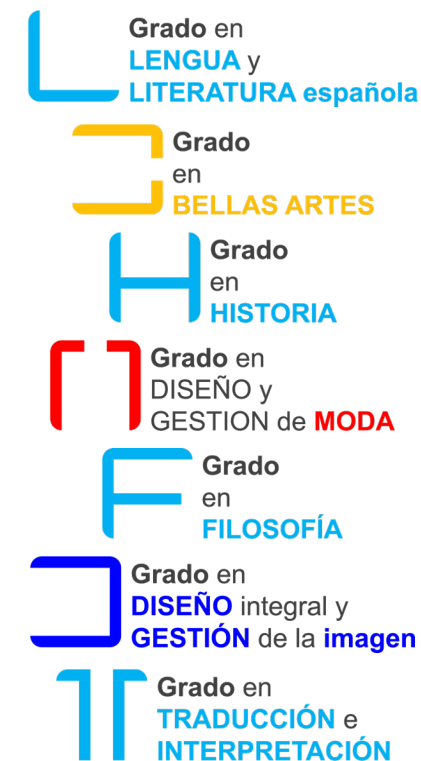 Grado en
LENGUA y
LITERATURA española
Grado
en
BELLAS ARTES
Grado
en
HISTORIA
Grado en
DISEÑO y
GESTION de MODA
Grado
en
FILOSOFÍA
Grado en
DISEÑO integral y
GESTIÓN de la imagen
Grado en
TRADUCCIÓN e
INTERPRETACIÓN